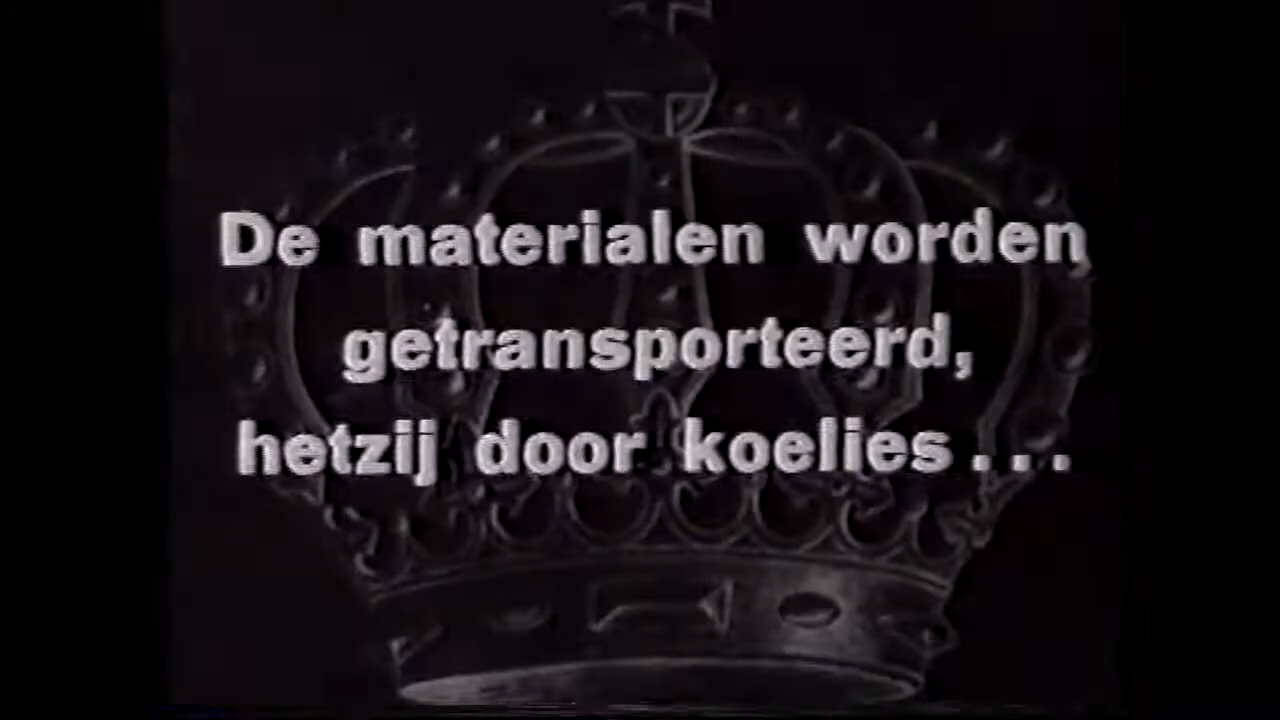 De materialen worden
getransporteerd,
hetzij door koelies...